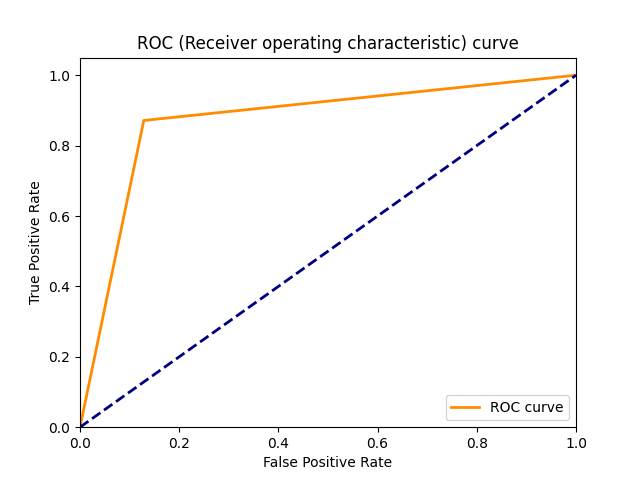 ROC (Receiver operating characteristic) curve
True Positive Rate
1.0
0.8
0.6
0.4
0.2
0.0
0.0 0.2 0.4 0.6 0.8 1.0
False Positive Rate
ROC curve